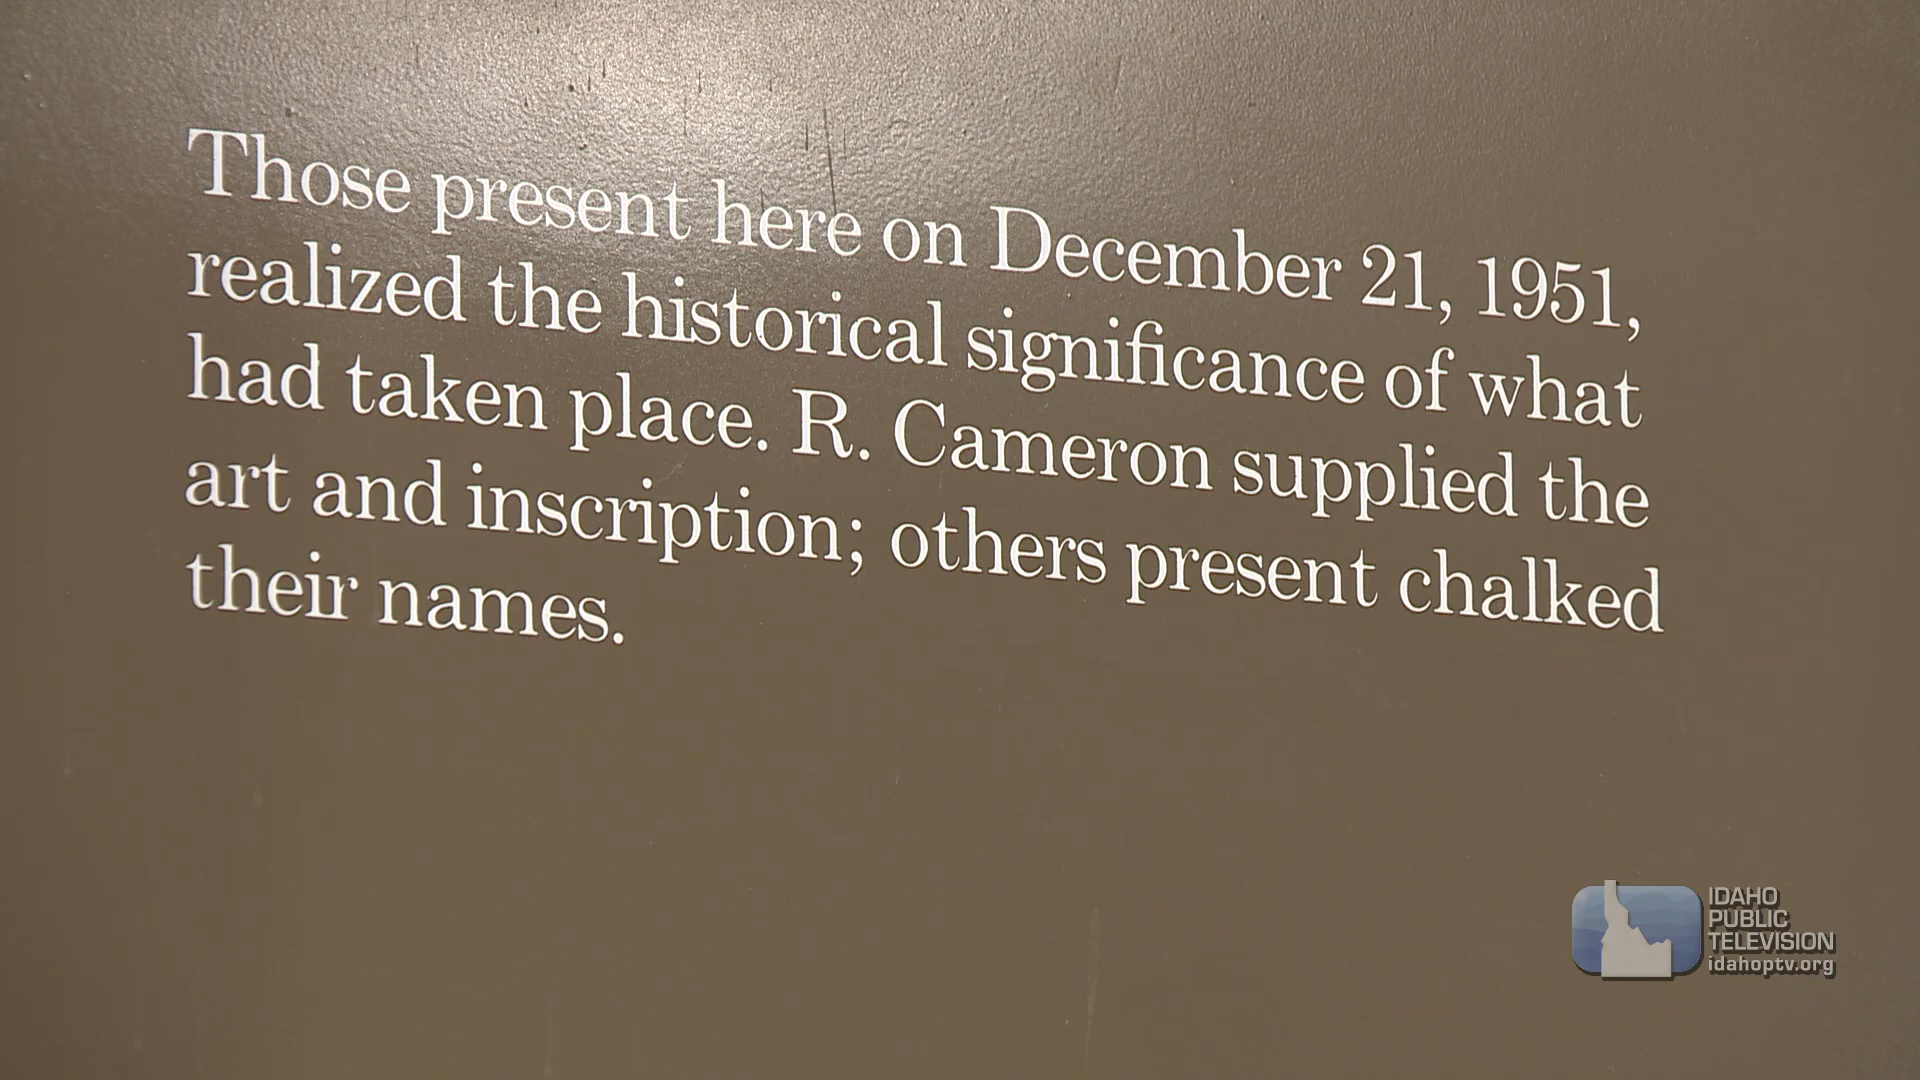 Those present here on December 21, 1951,
realized the historical significance of what
had taken place. R. Cameron supplied the
art and inscription; others present chalked
their names.
IDAHO
PUBLIC
TELEVISION
idahoptv.org